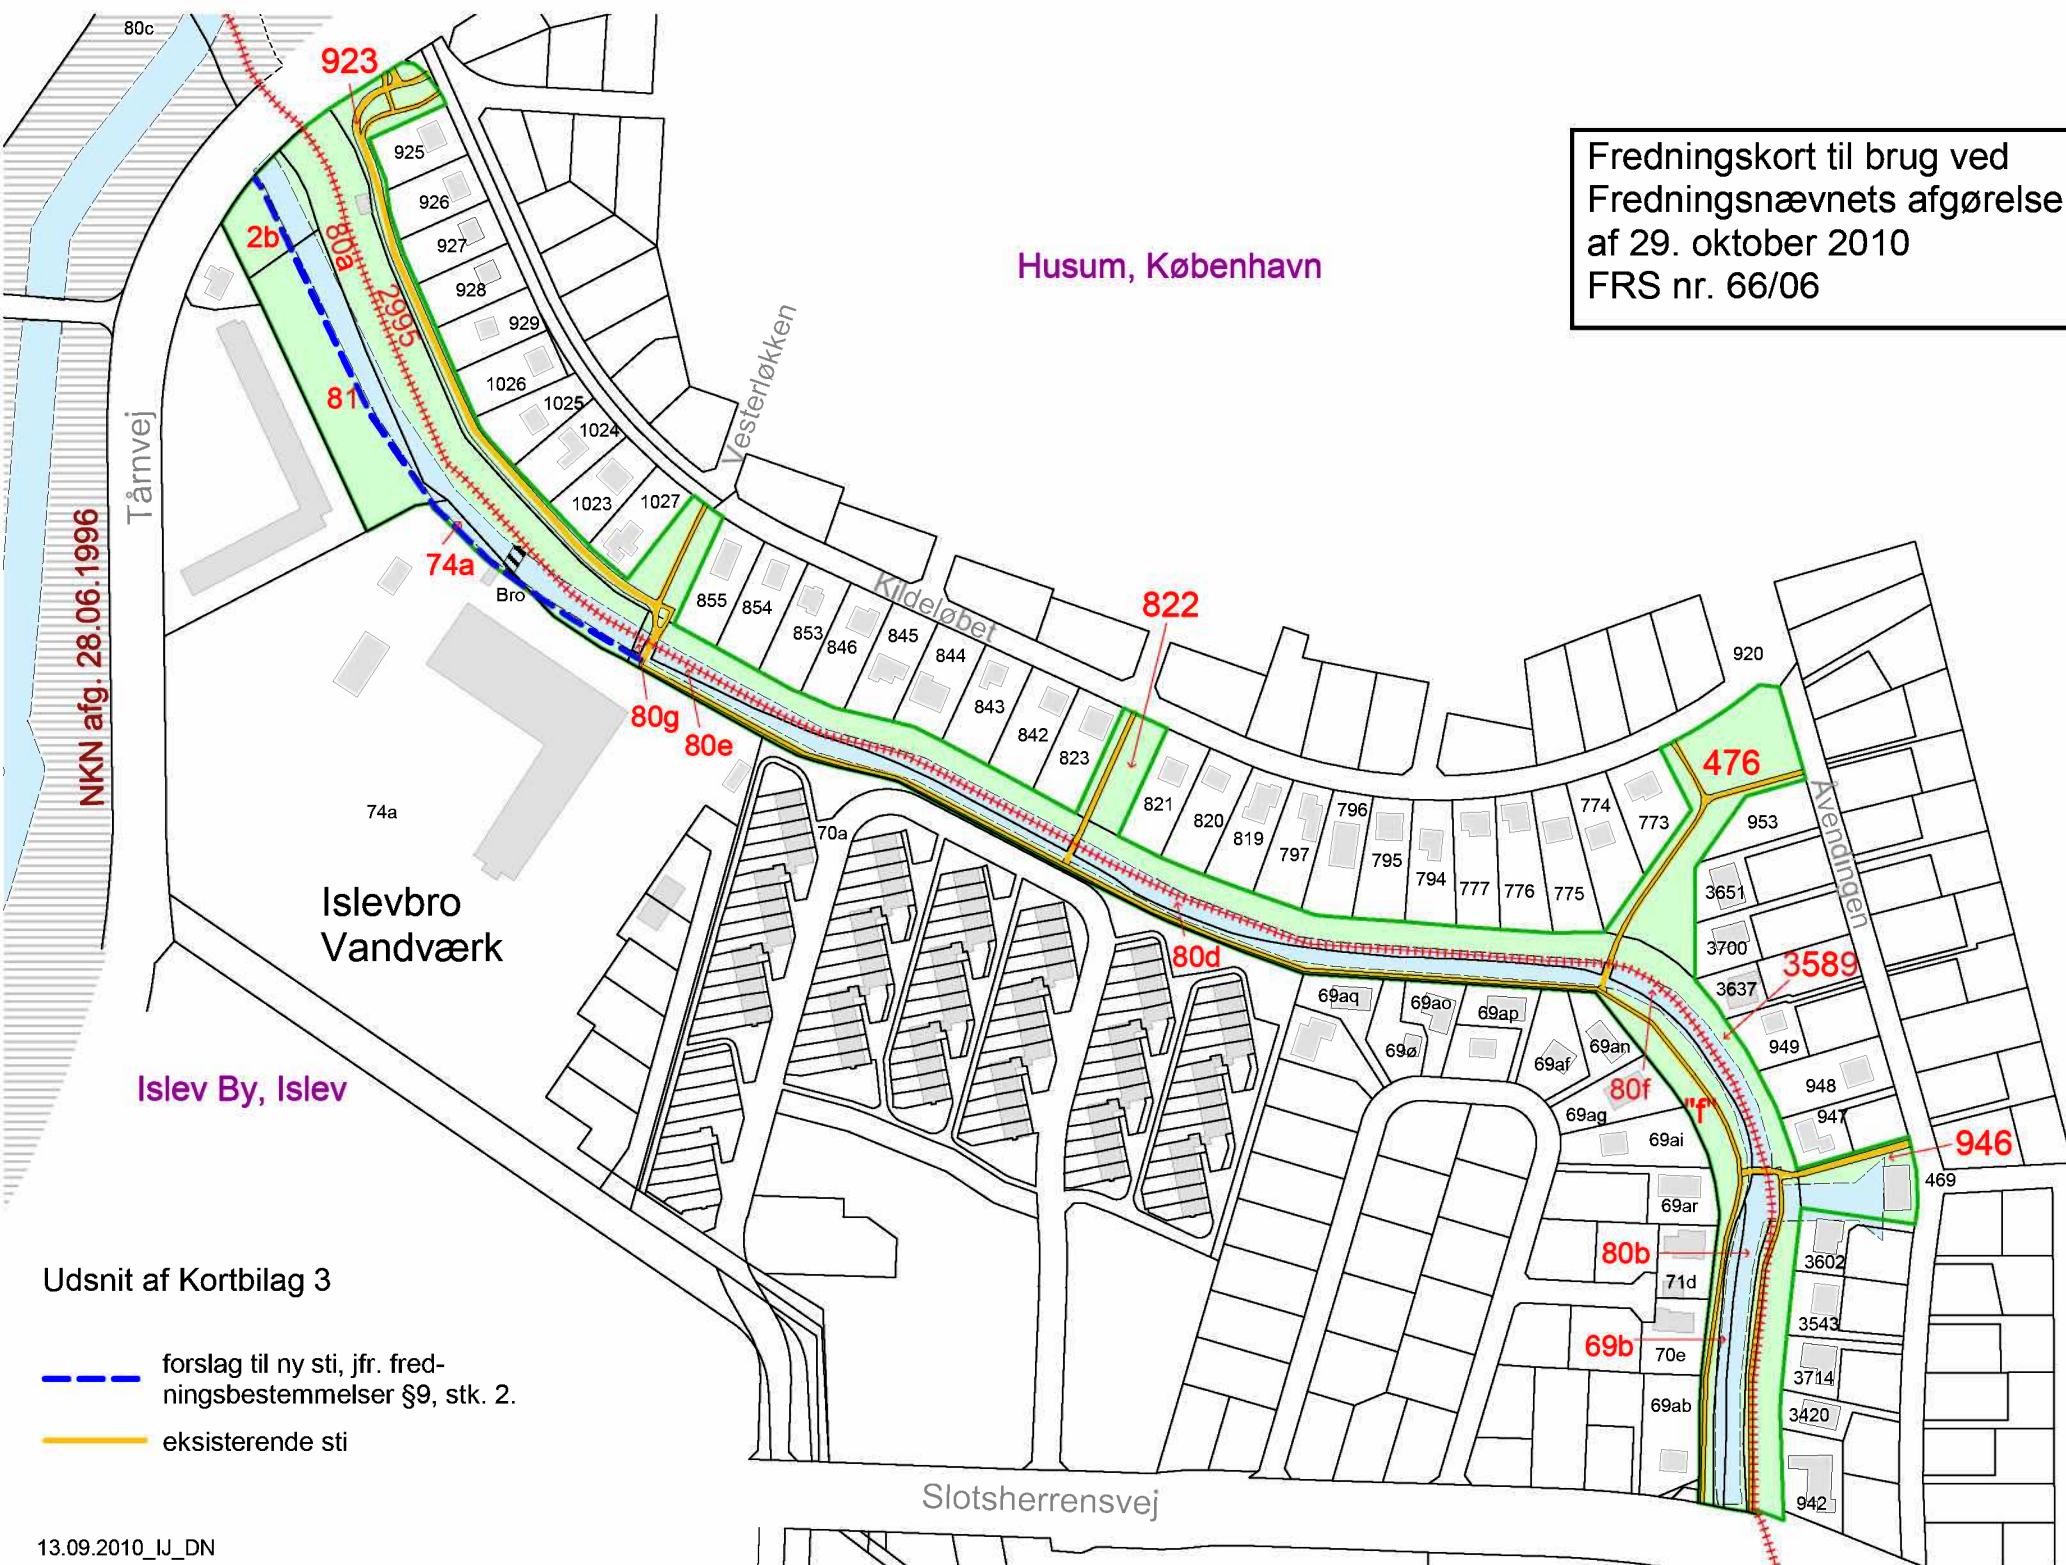 80c
923
Fredningskort til brug ved
Fredningsnævnets afgørelse
af 29. oktober 2010
FRS nr. 66/06
925
926
2b
80a
927
Husum, København
928
2995
929
81
1026
Vesterløkken
1025
1024
Tårnvej
1023
1027
NKN afg. 28.06.1996
74a
Bro
855
854
853
846
845
844
Kildeløbet
843
842
823
822
920
80g
80e
476
821
820
819
797
796
795
794
777
776
775
774
773
953
Avendingen
74a
70a
3651
3700
3637
3589
Islevbro
Vandværk
80d
69aq
69ao
69ap
69ø
69af
69an
949
Islev By, Islev
80f
"f"
69ag
69ai
948
947
946
469
69ar
80b
71d
3602
69b
70e
3543
3714
69ab
3420
942
Udsnit af Kortbilag 3
forslag til ny sti, jfr. fred-
ningsbestemmelser §9, stk. 2.
eksisterende sti
Slotsherrensvej
13.09.2010_IJ_DN